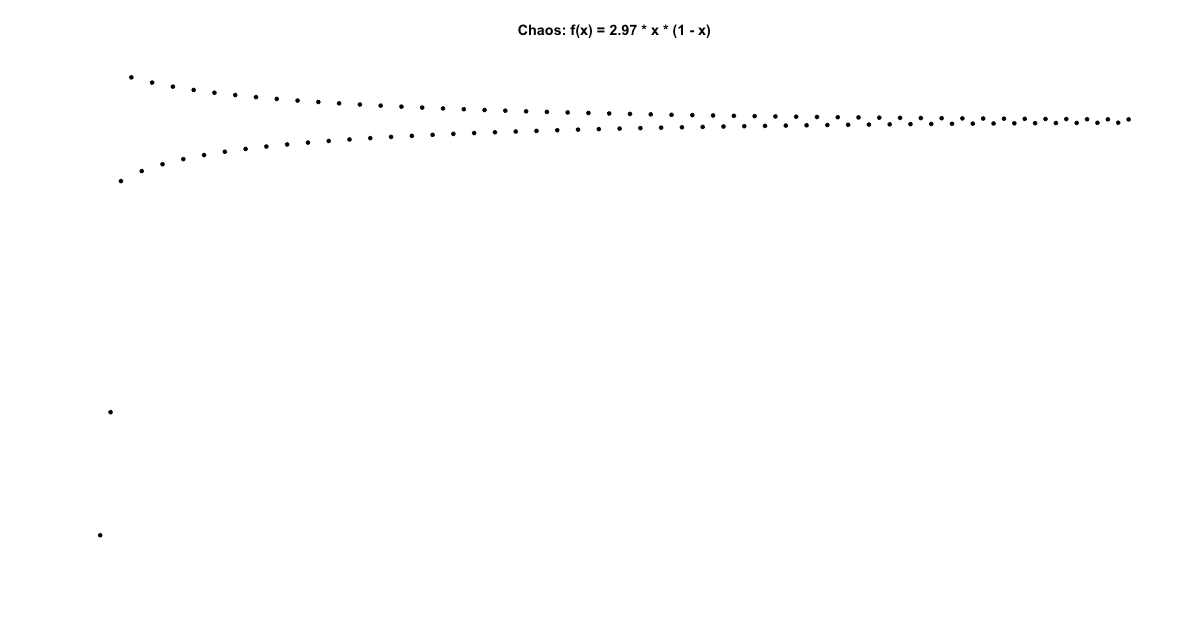 Chaos: f(x) = 2.97 * x * (1 - x)